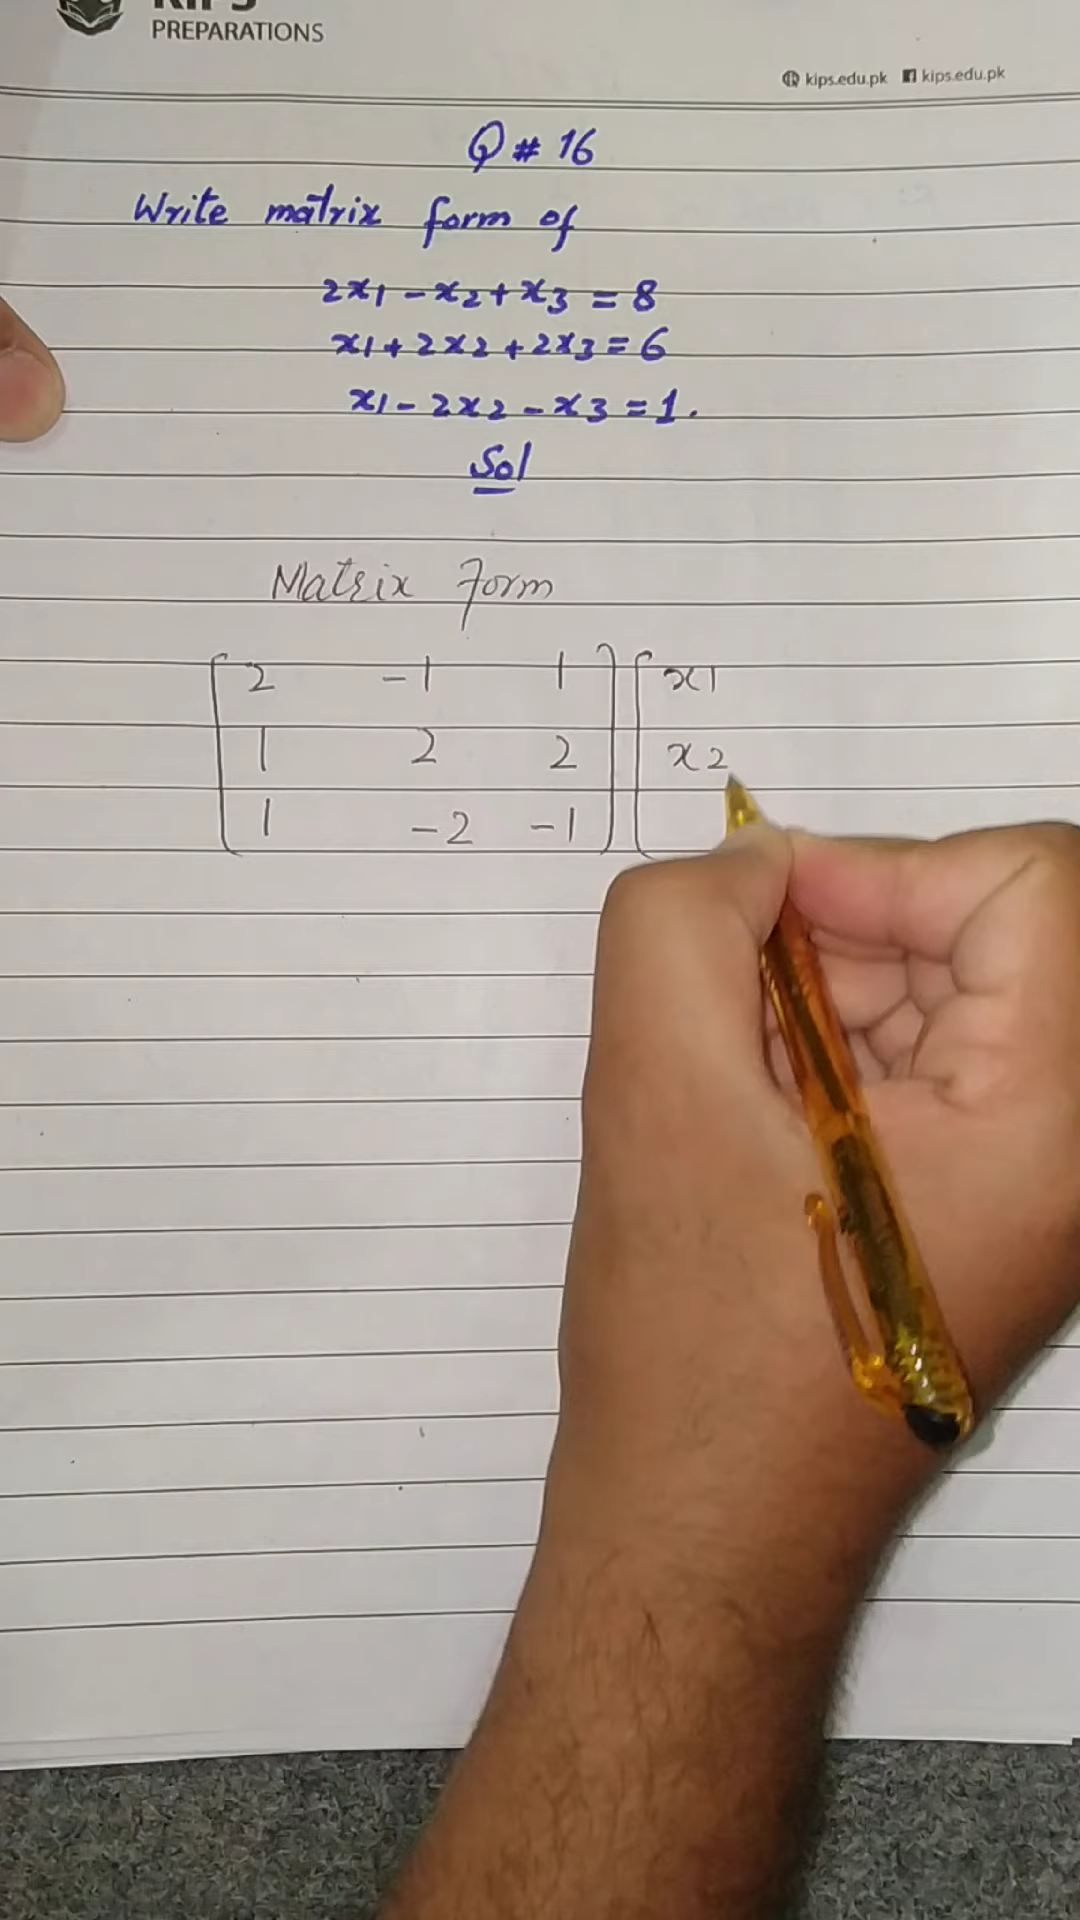 KIPS
PREPARATIONS
kips.edu.pk kips.edu.pk
Q # 16
Write matrix form of
2x1 - x2 + x3 = 8
x1 + 2x2 + 2x3 = 6
x1 - 2x2 - x3 = 1.
Sol
Matrix Form
2 -1 1 x1
1 2 2 x2
1 -2 -1